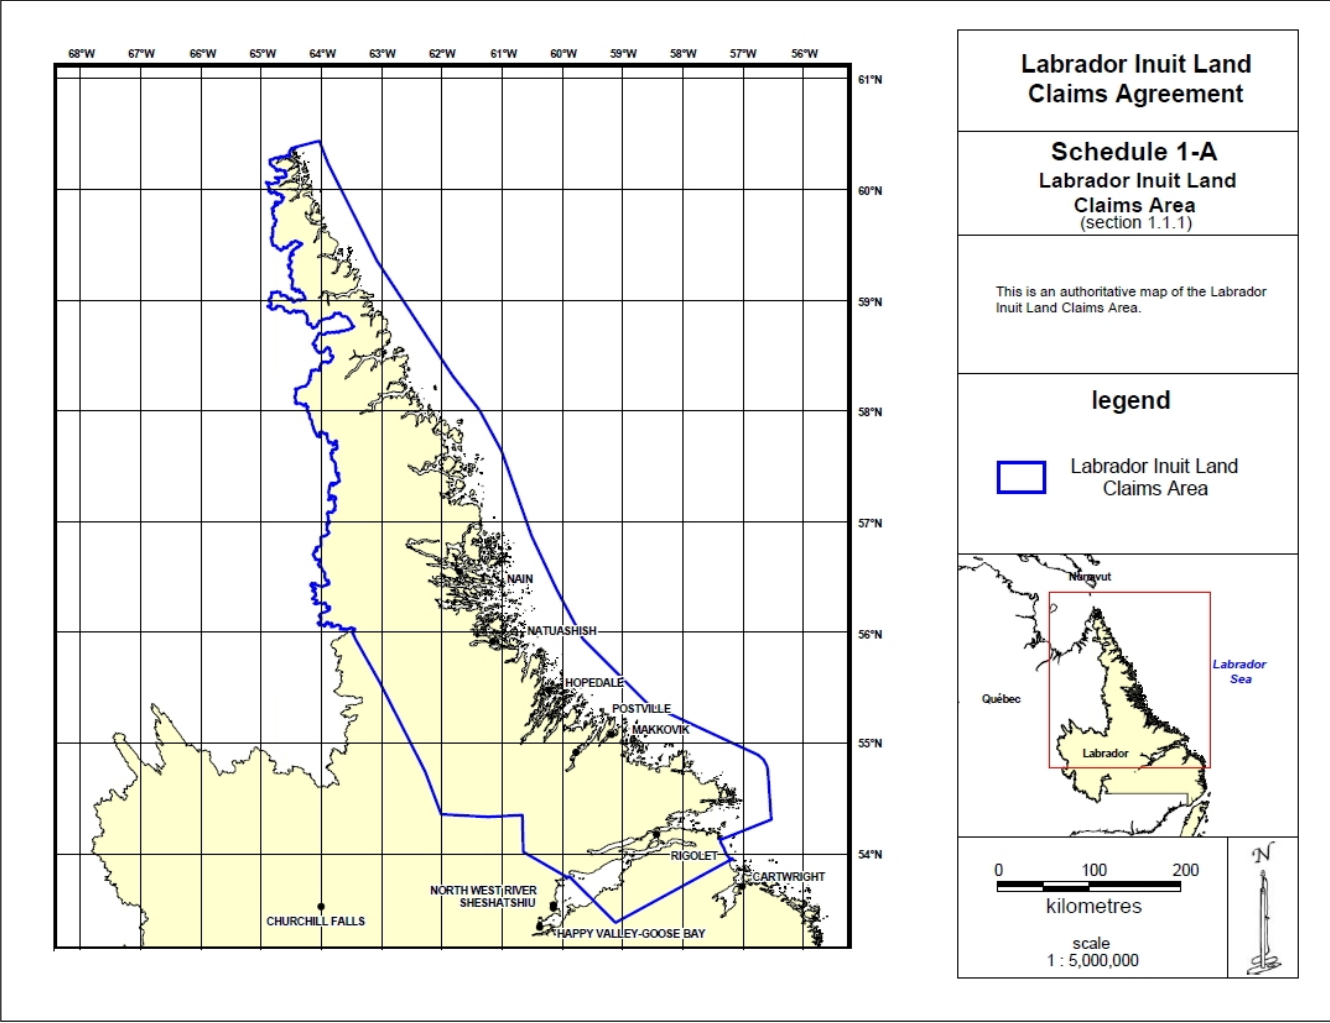 68°W 67°W 66°W 65°W 64°W 63°W 62°W 61°W 60°W 59°W 58°W 57°W 56°W
61°N
60°N
59°N
58°N
57°N
56°N
55°N
54°N
NAIN
NATUASHISH
HOPEDALE
POSTVILLE
MAKKOVIK
RIGOLET
CARTWRIGHT
NORTH WEST RIVER
SHESHATSHIU
CHURCHILL FALLS
HAPPY VALLEY-GOOSE BAY
Labrador Inuit Land
Claims Agreement
Schedule 1-A
Labrador Inuit Land
Claims Area
(section 1.1.1)
This is an authoritative map of the Labrador
Inuit Land Claims Area.
legend
Labrador Inuit Land
Claims Area
Nunavut
Labrador
Sea
Québec
Labrador
0 100 200
kilometres
scale
1 : 5,000,000
N